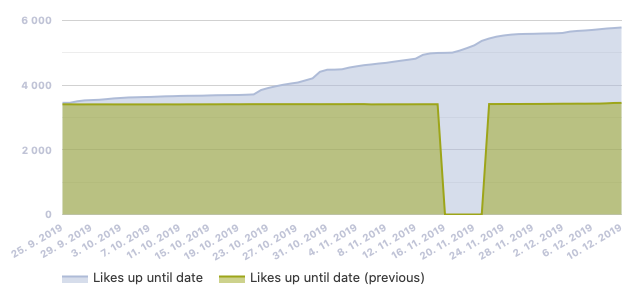 6 000
4 000
2 000
0
25. 9. 2019
29. 9. 2019
3. 10. 2019
7. 10. 2019
11. 10. 2019
15. 10. 2019
19. 10. 2019
23. 10. 2019
27. 10. 2019
31. 10. 2019
4. 11. 2019
8. 11. 2019
12. 11. 2019
16. 11. 2019
20. 11. 2019
24. 11. 2019
28. 11. 2019
2. 12. 2019
6. 12. 2019
10. 12. 2019
Likes up until date
Likes up until date (previous)